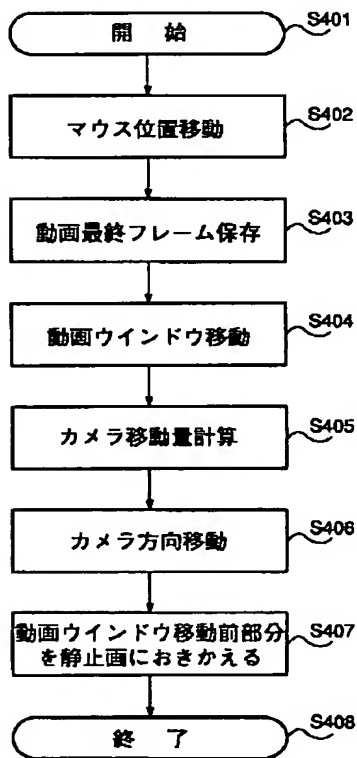 開 始
S401
マウス位置移動
S402
動画最終フレーム保存
S403
動画ウインドウ移動
S404
カメラ移動量計算
S405
カメラ方向移動
S406
動画ウインドウ移動前部分
を静止画におきかえる
S407
終 了
S408